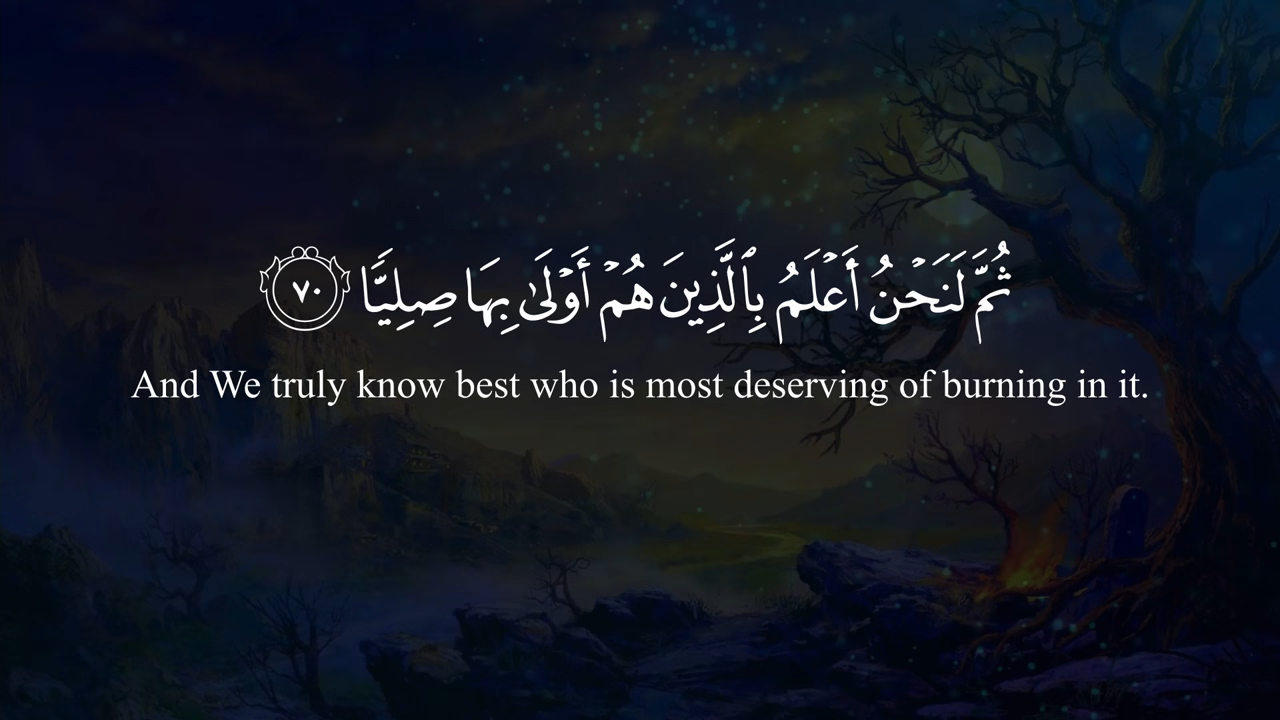 ثُمَّ لَنَحْنُ أَعْلَمُ بِٱلَّذِينَ هُمْ أَوْلَىٰ بِهَا صِلِيًّا ٧٠
And We truly know best who is most deserving of burning in it.